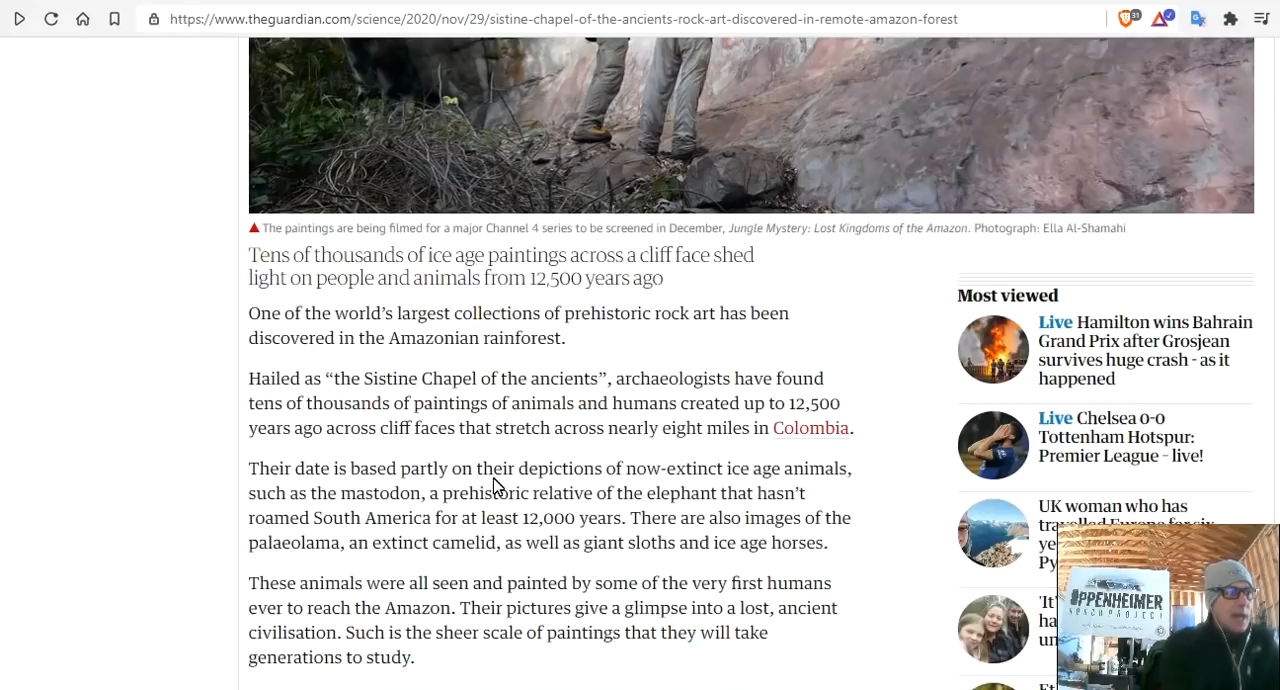 https://www.theguardian.com/science/2020/nov/29/sistine-chapel-of-the-ancients-rock-art-discovered-in-remote-amazon-forest
31
The paintings are being filmed for a major Channel 4 series to be screened in December, Jungle Mystery: Lost Kingdoms of the Amazon. Photograph: Ella Al-Shamahi
Tens of thousands of ice age paintings across a cliff face shed
light on people and animals from 12,500 years ago
One of the world’s largest collections of prehistoric rock art has been
discovered in the Amazonian rainforest.
Hailed as “the Sistine Chapel of the ancients”, archaeologists have found
tens of thousands of paintings of animals and humans created up to 12,500
years ago across cliff faces that stretch across nearly eight miles in Colombia.
Their date is based partly on their depictions of now-extinct ice age animals,
such as the mastodon, a prehistoric relative of the elephant that hasn’t
roamed South America for at least 12,000 years. There are also images of the
palaeolama, an extinct camelid, as well as giant sloths and ice age horses.
These animals were all seen and painted by some of the very first humans
ever to reach the Amazon. Their pictures give a glimpse into a lost, ancient
civilisation. Such is the sheer scale of paintings that they will take
generations to study.
Most viewed
Live Hamilton wins Bahrain
Grand Prix after Grosjean
survives huge crash - as it
happened
Live Chelsea 0-0
Tottenham Hotspur:
Premier League – live!
UK woman who has
travelled Europe for six
ye
Py
'It
ha
un
OPPENHEIMER
RANCH PROJECT